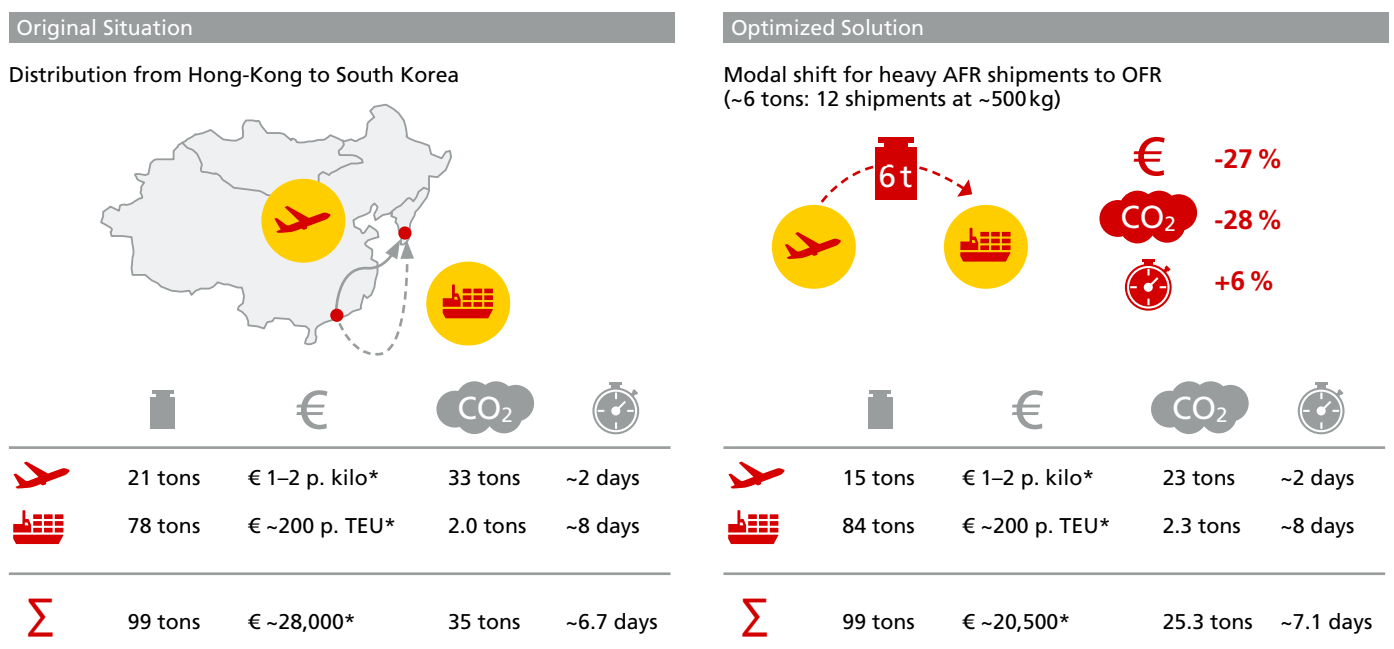 Original Situation
Distribution from Hong-Kong to South Korea
€
CO₂
21 tons € 1–2 p. kilo* 33 tons ~2 days
78 tons € ~200 p. TEU* 2.0 tons ~8 days
Σ 99 tons € ~28,000* 35 tons ~6.7 days
Optimized Solution
Modal shift for heavy AFR shipments to OFR
(~6 tons: 12 shipments at ~500 kg)
6 t
€ -27 %
CO₂ -28 %
+6 %
€
CO₂
15 tons € 1–2 p. kilo* 23 tons ~2 days
84 tons € ~200 p. TEU* 2.3 tons ~8 days
Σ 99 tons € ~20,500* 25.3 tons ~7.1 days